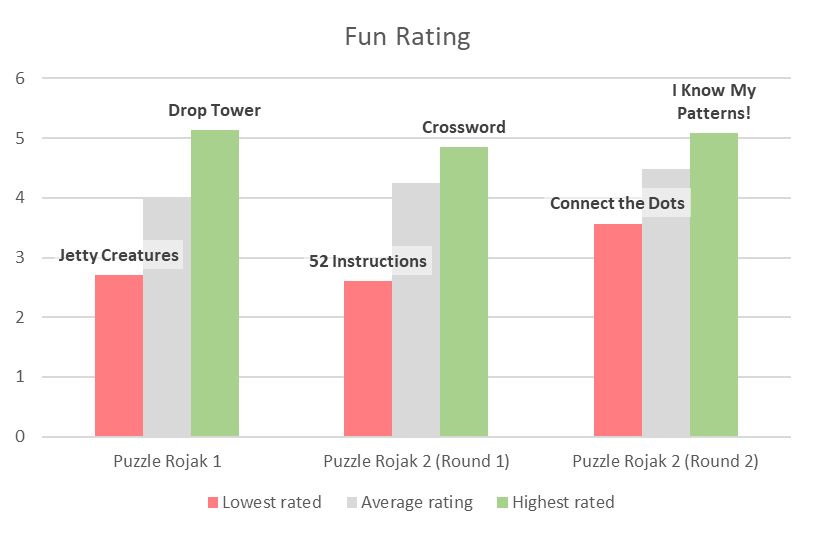 Fun Rating
6
5
4
3
2
1
0
Drop Tower
Jetty Creatures
Crossword
52 Instructions
I Know My
Patterns!
Connect the Dots
Puzzle Rojak 1
Puzzle Rojak 2 (Round 1)
Puzzle Rojak 2 (Round 2)
Lowest rated
Average rating
Highest rated